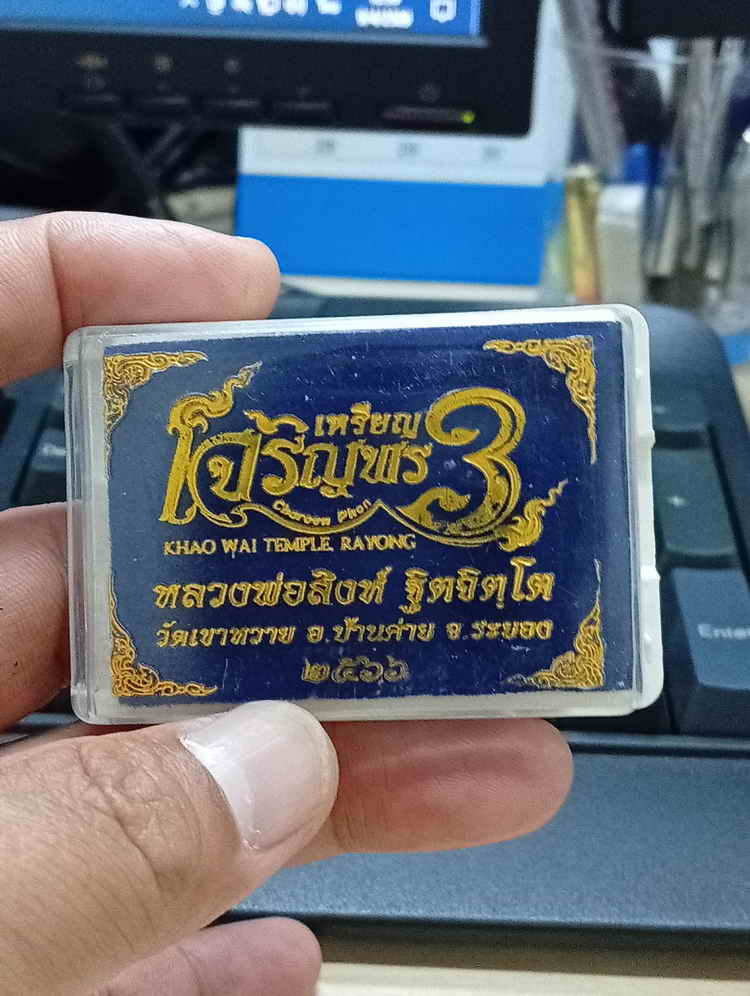 เหรียญ
เจริญพร 3
Charoen Phon
KHAO WAI TEMPLE, RAYONG
หลวงพ่อสิงห์ ฐิตจิตฺโต
วัดเขาหวาย อ.บ้านค่าย จ.ระยอง
๒๕๖๖
Enter